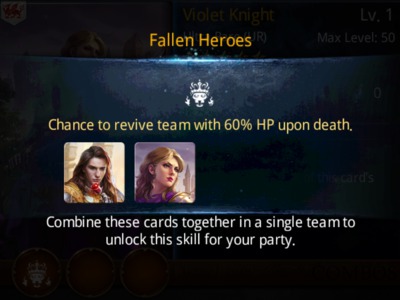 Violet Knight
Lv. 1
Fallen Heroes
Max Level: 50
Chance to revive team with 60% HP upon death.
card's
Combine these cards together in a single team to
unlock this skill for your party.